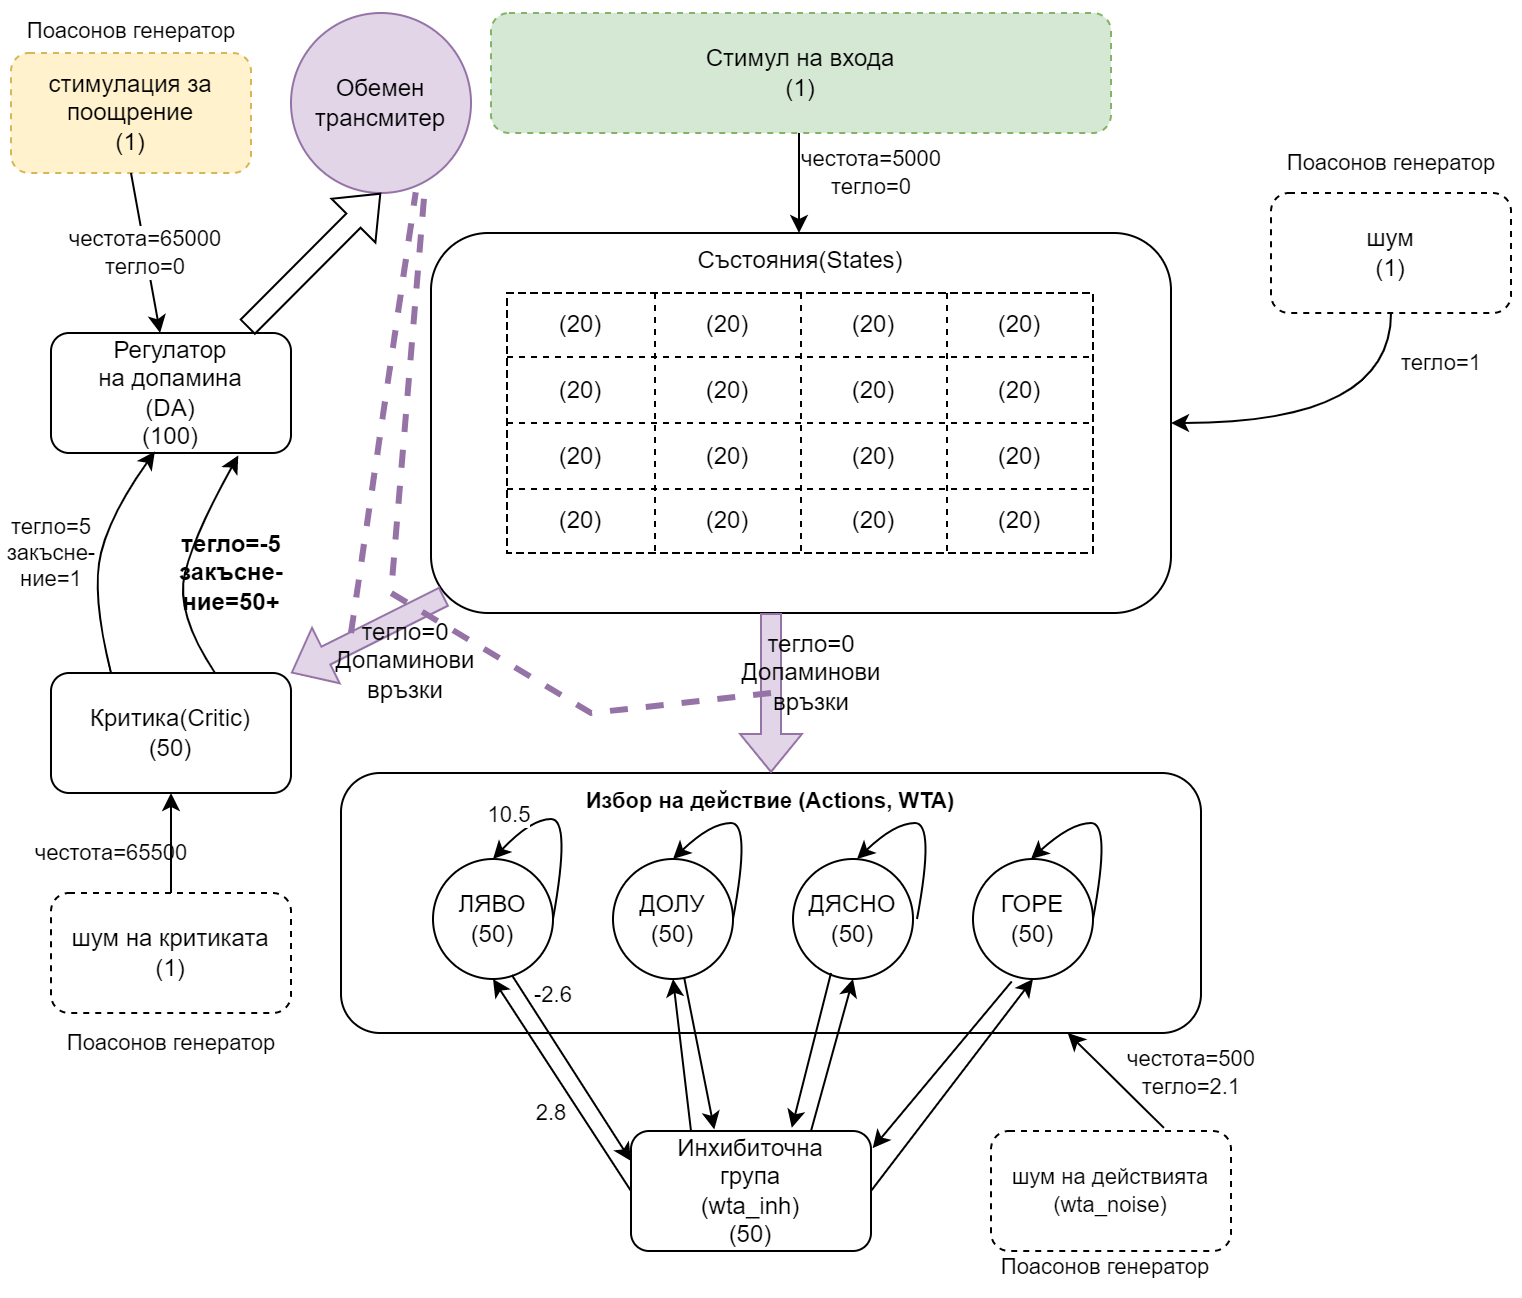 Поасонов генератор
стимулация за
поощрение
(1)
Обемен
трансмитер
Стимул на входа
(1)
честота=5000
тегло=0
Поасонов генератор
шум
(1)
тегло=1
честота=65000
тегло=0
Регулатор
на допамина
(DA)
(100)
Състояния(States)
(20) (20) (20) (20)
(20) (20) (20) (20)
(20) (20) (20) (20)
(20) (20) (20) (20)
тегло=5
закъсне-
ние=1
тегло=-5
закъсне-
ние=50+
тегло=0
Допаминови
връзки
тегло=0
Допаминови
връзки
Критика(Critic)
(50)
честота=65500
шум на критиката
(1)
Поасонов генератор
Избор на действие (Actions, WTA)
10.5
ЛЯВО
(50)
ДОЛУ
(50)
ДЯСНО
(50)
ГОРЕ
(50)
-2.6
2.8
Инхибиточна
група
(wta_inh)
(50)
честота=500
тегло=2.1
шум на действията
(wta_noise)
Поасонов генератор